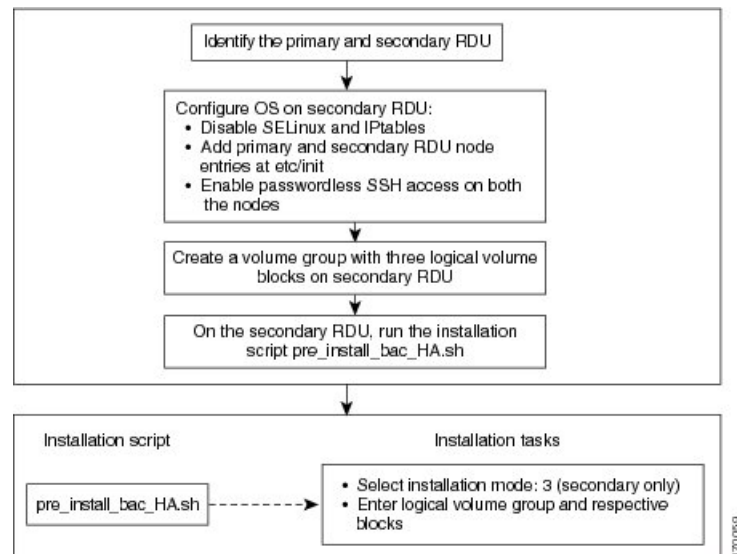 Identify the primary and secondary RDU
Configure OS on secondary RDU:
• Disable SELinux and IPtables
• Add primary and secondary RDU node
entries at etc/init
• Enable passwordless SSH access on both
the nodes
Create a volume group with three logical volume
blocks on secondary RDU
On the secondary RDU, run the installation
script pre_install_bac_HA.sh
Installation script
Installation tasks
pre_install_bac_HA.sh
• Select installation mode: 3 (secondary only)
• Enter logical volume group and respective
blocks